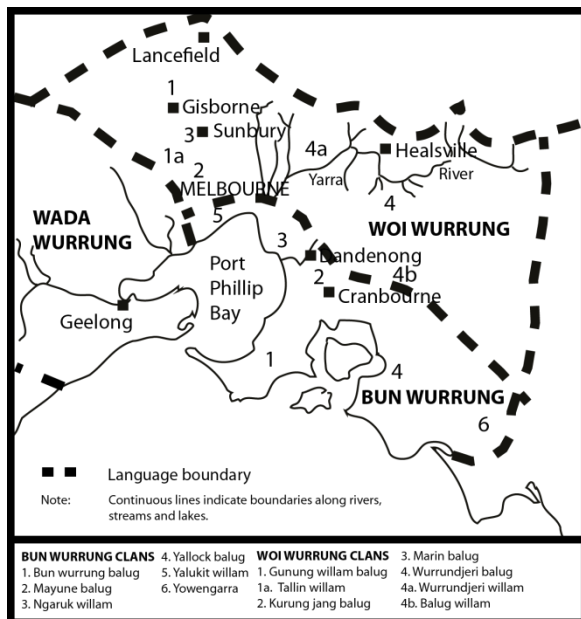 Lancefield
1
Gisborne
3
Sunbury
1a
2
MELBOURNE
4a
Healsville
Yarra
River
4
WADA
WURRUNG
5
WOI WURRUNG
3
Dandenong
Port
Phillip
Bay
2
4b
Cranbourne
Geelong
1
4
BUN WURRUNG
6
Language boundary
Note: Continuous lines indicate boundaries along rivers,
streams and lakes.
BUN WURRUNG CLANS
1. Bun wurrung balug
2. Mayune balug
3. Ngaruk willam
4. Yallock balug
5. Yalukit willam
6. Yowengarra
WOI WURRUNG CLANS
1. Gunung willam balug
1a. Tallin willam
2. Kurung jang balug
3. Marin balug
4. Wurrundjeri balug
4a. Wurrundjeri willam
4b. Balug willam